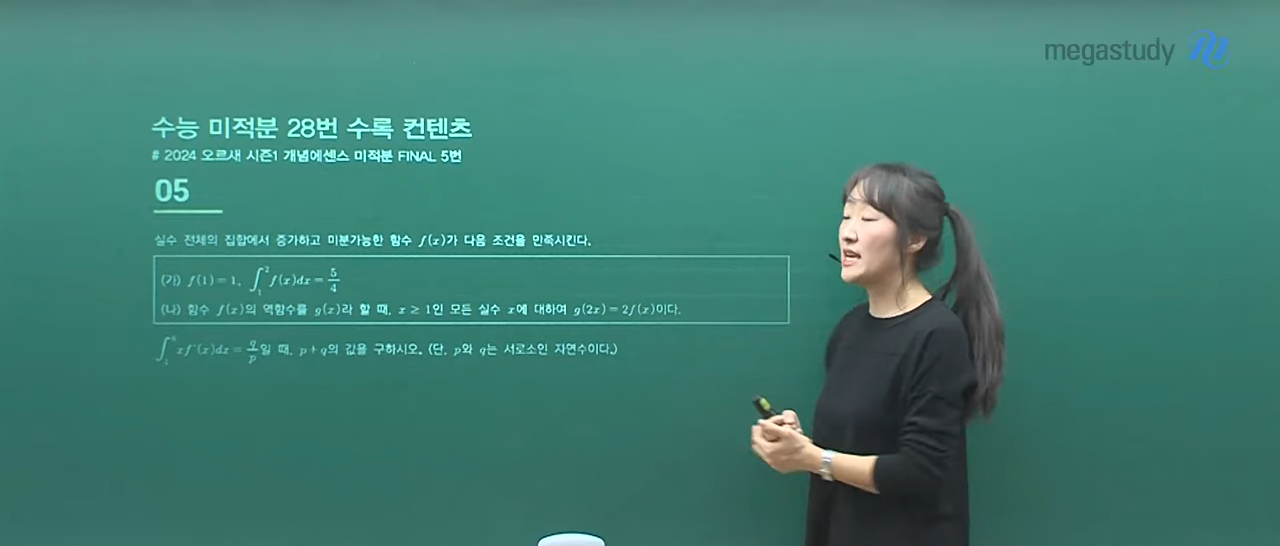 megastudy
수능 미적분 28번 수록 컨텐츠
# 2024 오르새 시즌1 개념에센스 미적분 FINAL 5번
05
실수 전체의 집합에서 증가하고 미분가능한 함수 f(x)가 다음 조건을 만족시킨다.
(가) f(1)=1, ∫₁² f(x)dx = 5/4
(나) 함수 f(x)의 역함수를 g(x)라 할 때, x ≥ 1인 모든 실수 x에 대하여 g(2x)=2f(x)이다.
∫₁⁸ xf′(x)dx = q/p일 때, p+q의 값을 구하시오. (단, p와 q는 서로소인 자연수이다.)